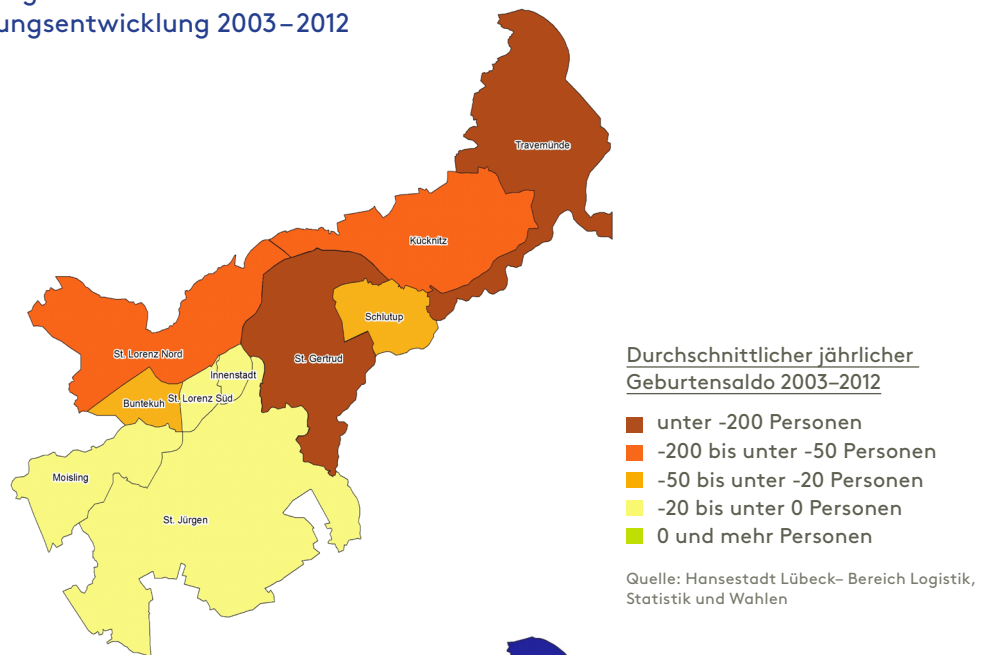 ungsentwicklung 2003–2012
Travemünde
Kücknitz
Schlutup
St. Lorenz Nord
St. Gertrud
Innenstadt
St. Lorenz Süd
Buntekuh
Moisling
St. Jürgen
Durchschnittlicher jährlicher
Geburtensaldo 2003–2012
unter -200 Personen
-200 bis unter -50 Personen
-50 bis unter -20 Personen
-20 bis unter 0 Personen
0 und mehr Personen
Quelle: Hansestadt Lübeck– Bereich Logistik,
Statistik und Wahlen